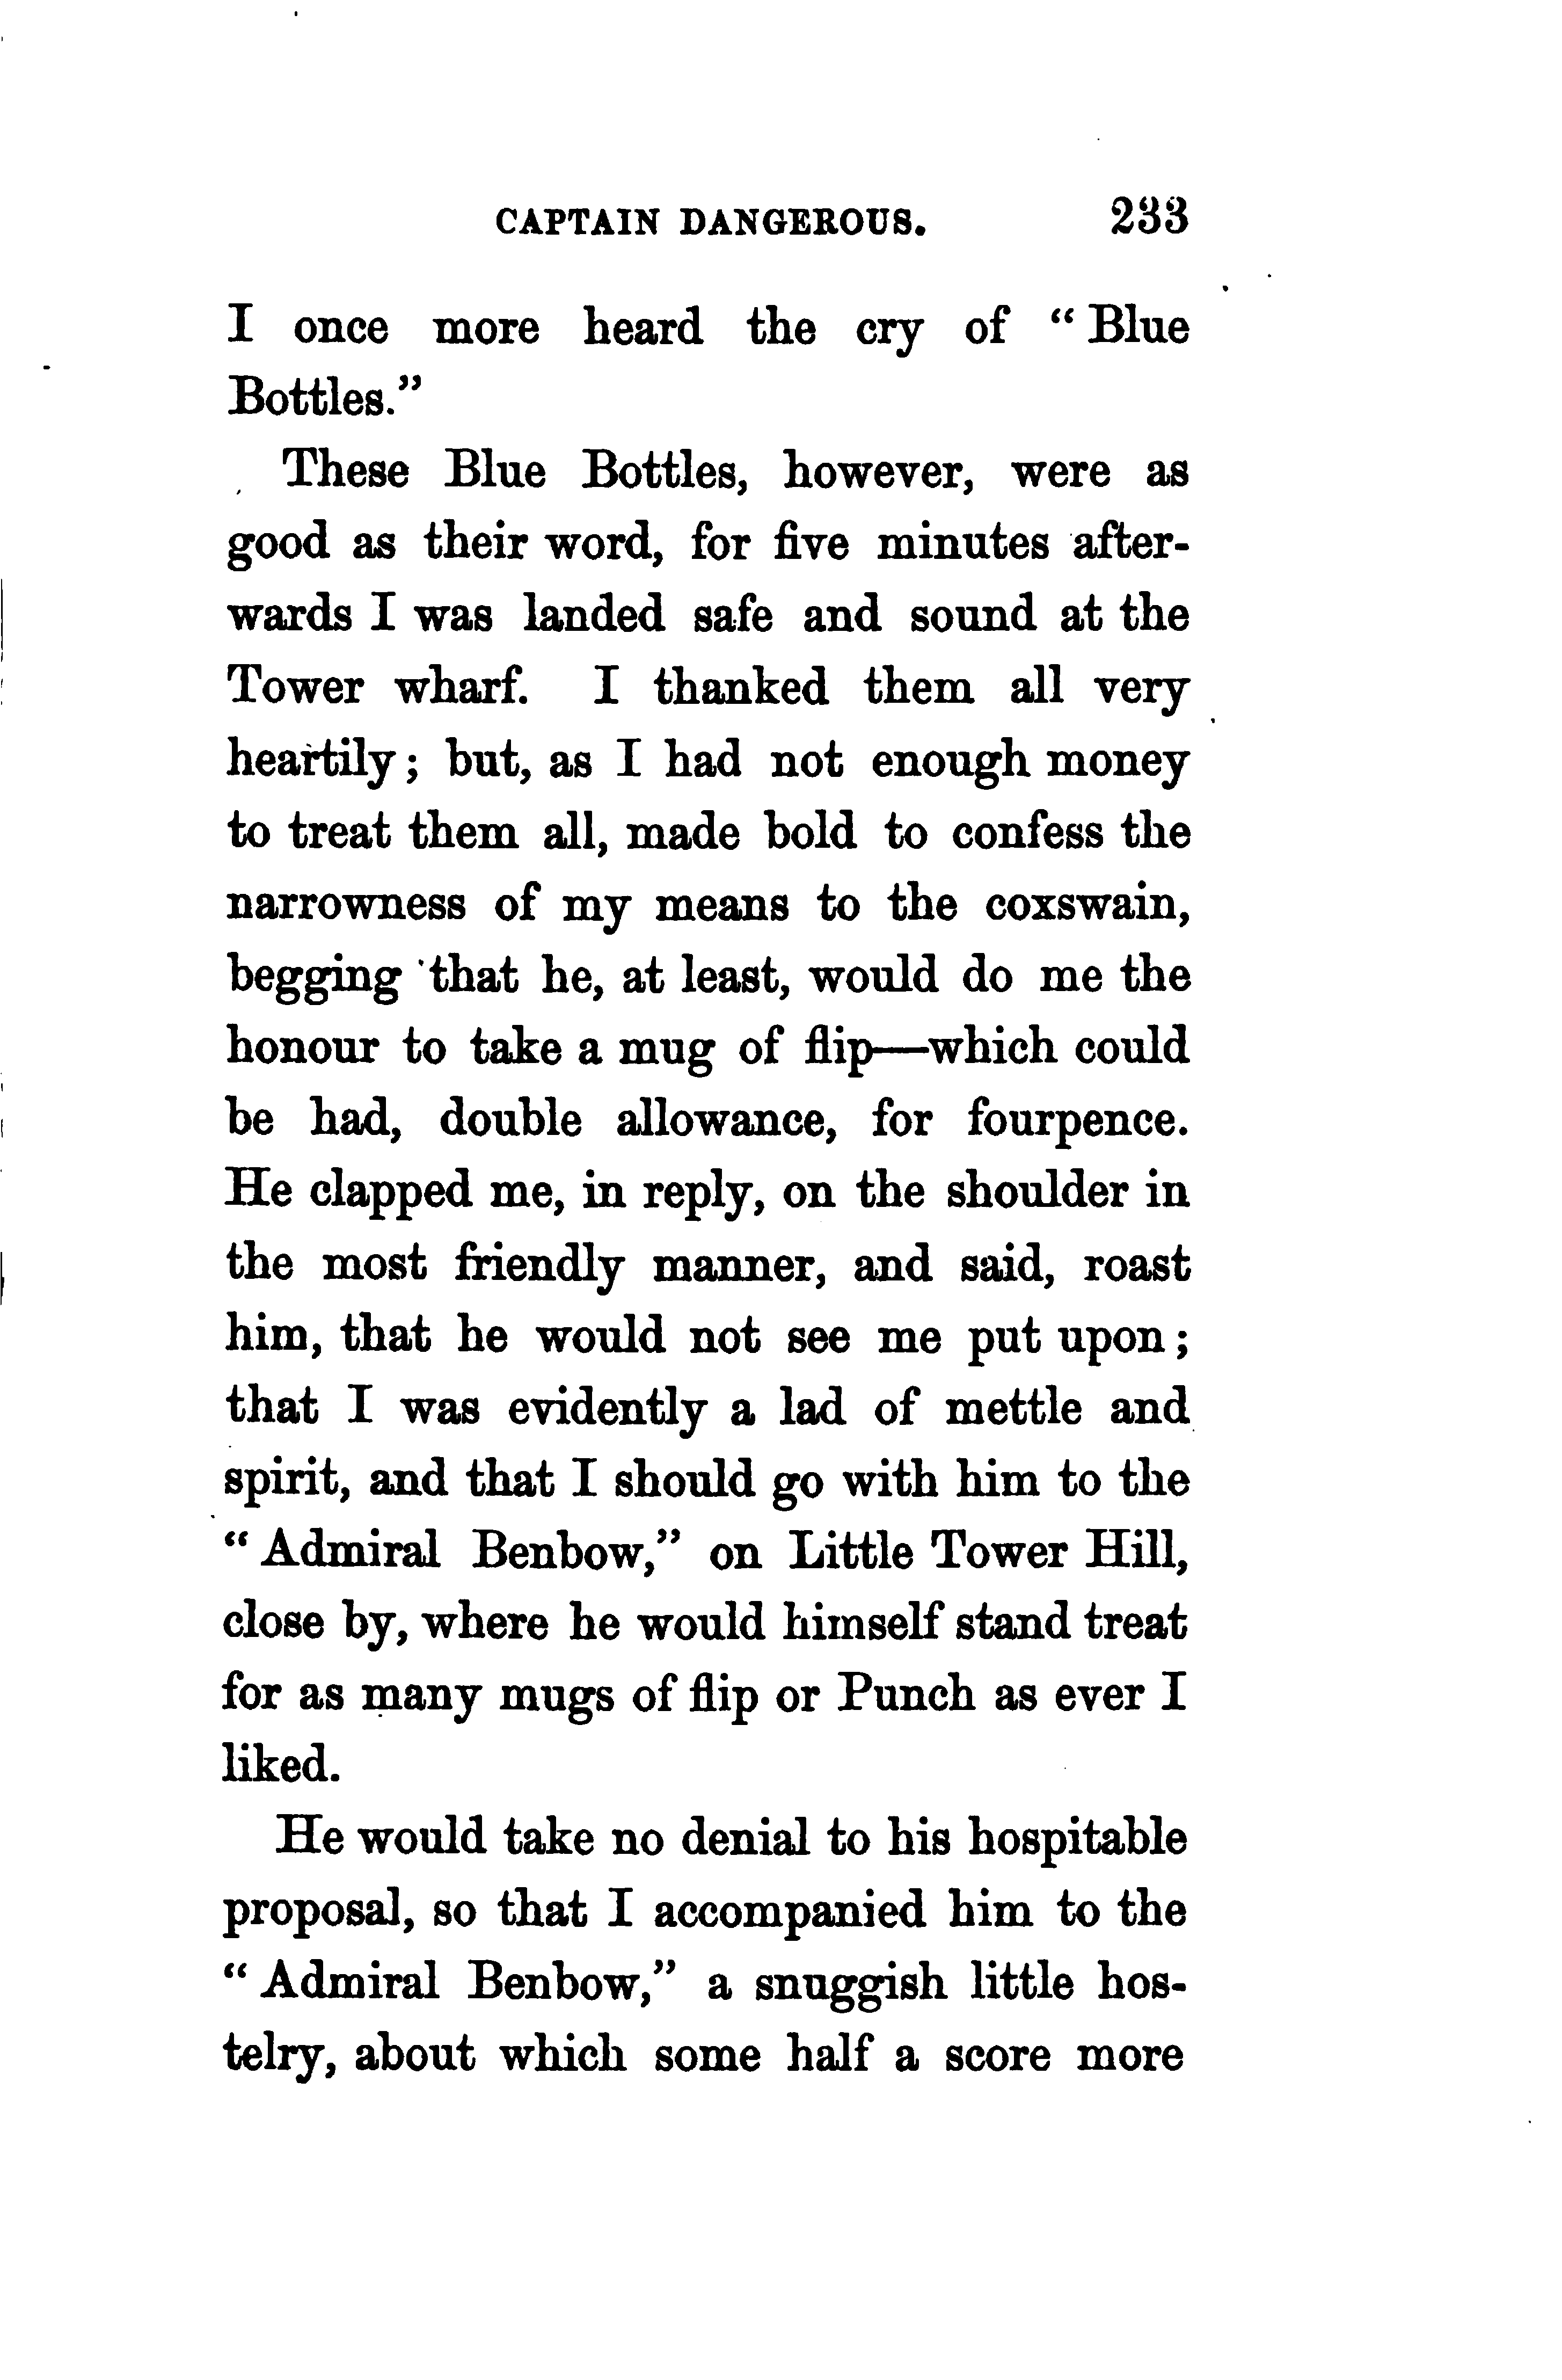 CAPTAIN DANGEROUS. 233
I once more heard the cry of “Blue
Bottles.”
These Blue Bottles, however, were as
good as their word, for five minutes after-
wards I was landed safe and sound at the
Tower wharf. I thanked them all very
heartily; but, as I had not enough money
to treat them all, made bold to confess the
narrowness of my means to the coxswain,
begging that he, at least, would do me the
honour to take a mug of flip—which could
be had, double allowance, for fourpence.
He clapped me, in reply, on the shoulder in
the most friendly manner, and said, roast
him, that he would not see me put upon;
that I was evidently a lad of mettle and
spirit, and that I should go with him to the
“Admiral Benbow,” on Little Tower Hill,
close by, where he would himself stand treat
for as many mugs of flip or Punch as ever I
liked.
He would take no denial to his hospitable
proposal, so that I accompanied him to the
“Admiral Benbow,” a snuggish little hos-
telry, about which some half a score more